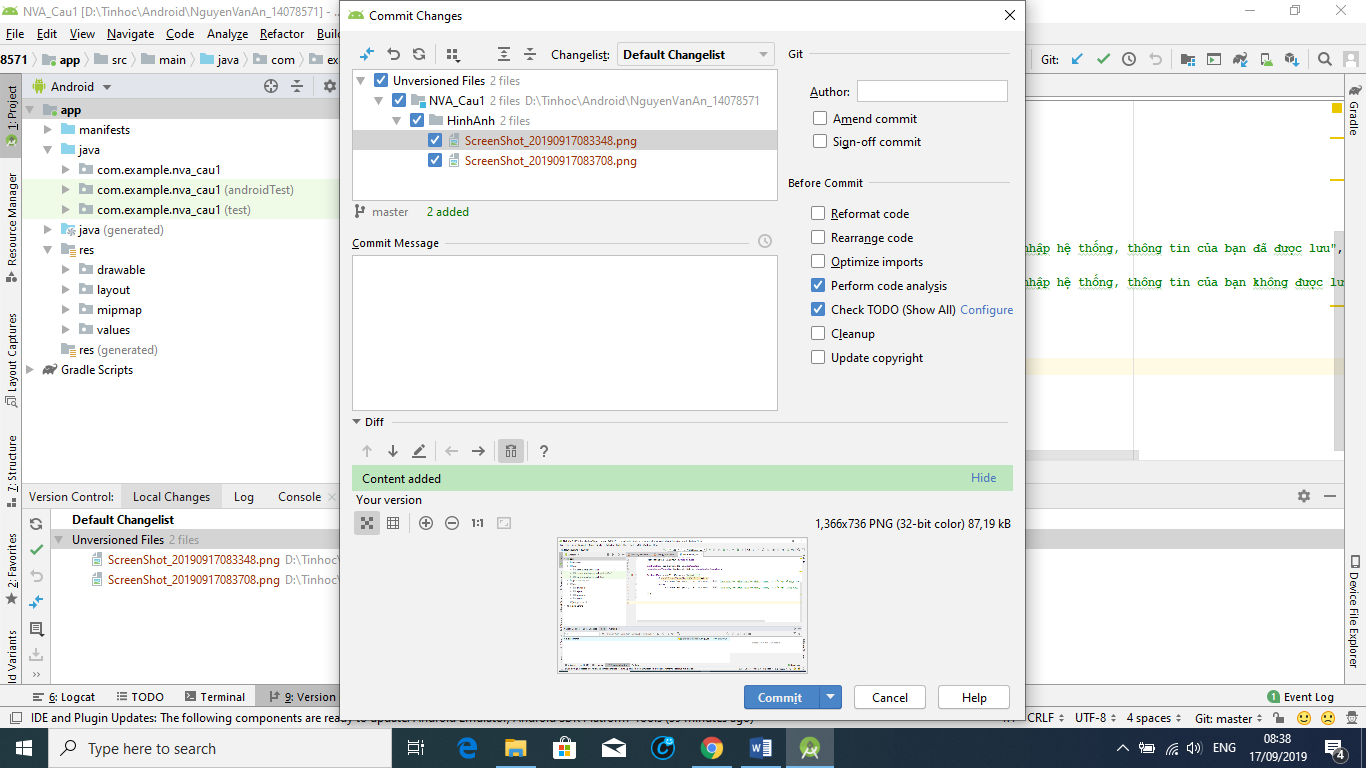 NVA_Cau1 [D:\Tinhoc\Android\NguyenVanAn_14078571] - ..
File Edit View Navigate Code Analyze Refactor Buil
8571 app src main java com ex
Git:
Android
app
manifests
java
com.example.nva_cau1
com.example.nva_cau1 (androidTest)
com.example.nva_cau1 (test)
java (generated)
res
drawable
layout
mipmap
values
res (generated)
Gradle Scripts
1: Project
Resource Manager
Layout Captures
7: Structure
2: Favorites
ld Variants
Commit Changes
Changelist: Default Changelist
Unversioned Files 2 files
NVA_Cau1 2 files D:\Tinhoc\Android\NguyenVanAn_14078571
HinhAnh 2 files
ScreenShot_20190917083348.png
ScreenShot_20190917083708.png
master 2 added
Commit Message
Git
Author:
Amend commit
Sign-off commit
Before Commit
Reformat code
Rearrange code
Optimize imports
Perform code analysis
Check TODO (Show All) Configure
Cleanup
Update copyright
Diff
?
Content added Hide
Your version
1:1 1,366x736 PNG (32-bit color) 87,19 kB
Commit Cancel Help
nhập hệ thống, thông tin của bạn đã được lưu",
nhập hệ thống, thông tin của bạn không được lư
Gradle
Device File Explorer
Version Control: Local Changes Log Console
Default Changelist
Unversioned Files 2 files
ScreenShot_20190917083348.png D:\Tinhoc\
ScreenShot_20190917083708.png D:\Tinhoc\
6: Logcat TODO Terminal 9: Version
1 Event Log
IDE and Plugin Updates: The following components are ready to update: Android Emulator, Android SDK Platform-Tools (59 minutes ago)
CRLF UTF-8 4 spaces Git: master
Type here to search
ENG
08:38
17/09/2019
4